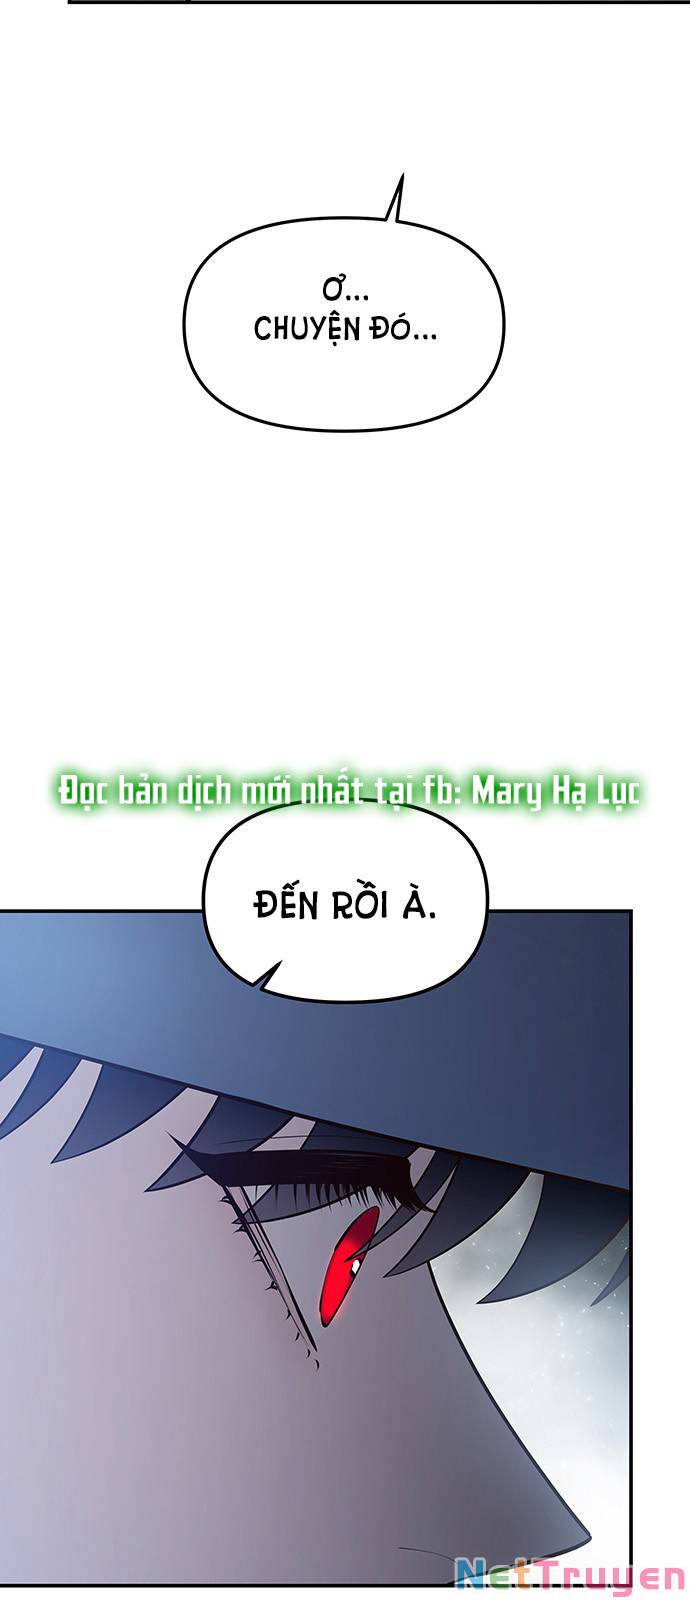 Ơ...
CHUYỆN ĐÓ...
Đọc bản dịch mới nhất tại fb: Mary Hạ Lục
ĐẾN RỒI À.
NetTruyen